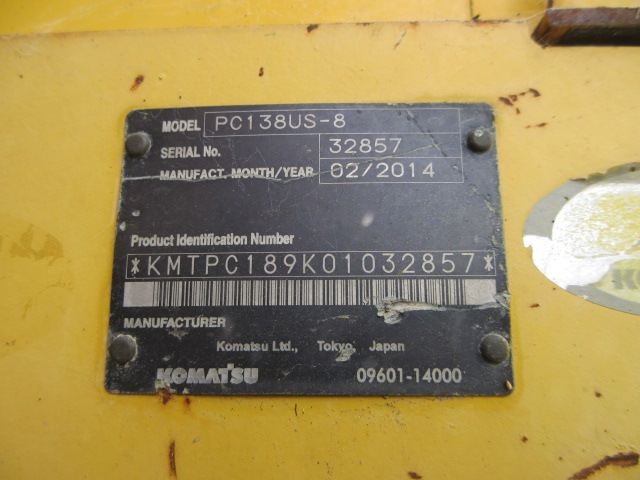 MODEL PC138US-8
SERIAL No. 32857
MANUFACT. MONTH/YEAR 02/2014
Product Identification Number
*KMTPC189K01032857*
MANUFACTURER
Komatsu Ltd., Tokyo, Japan
KOMATSU 09601-14000